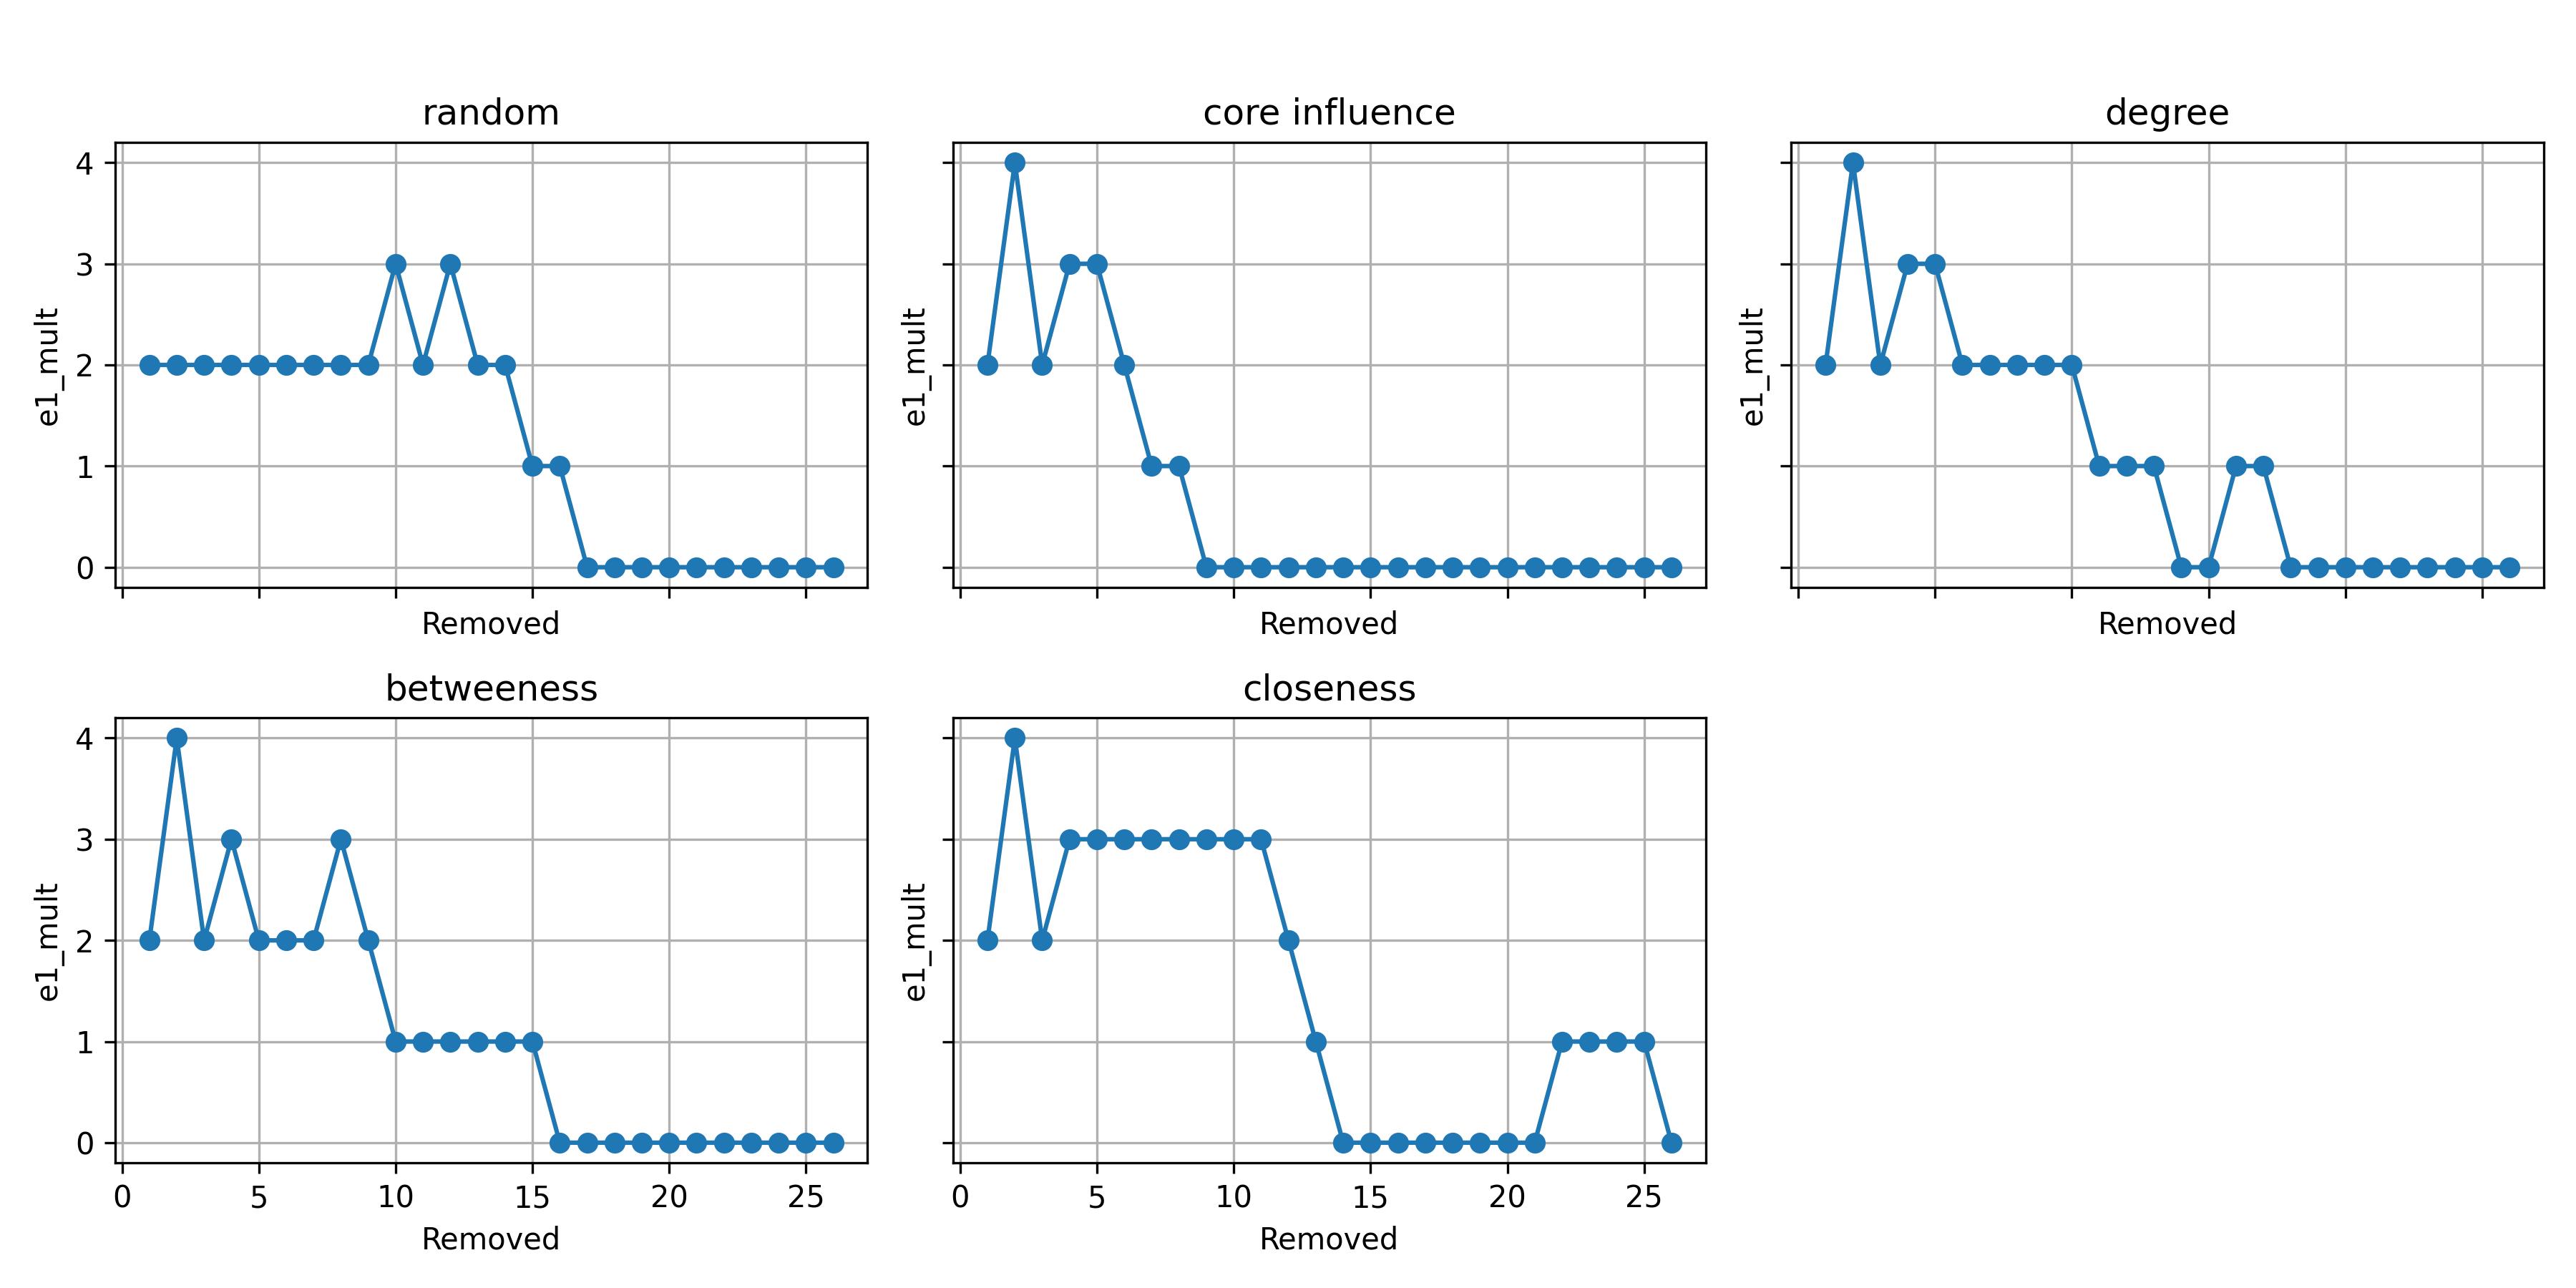 random
4
3
2
1
0
e1_mult
Removed
core influence
e1_mult
Removed
degree
e1_mult
Removed
betweeness
4
3
2
1
0
e1_mult
0 5 10 15 20 25
Removed
closeness
e1_mult
0 5 10 15 20 25
Removed